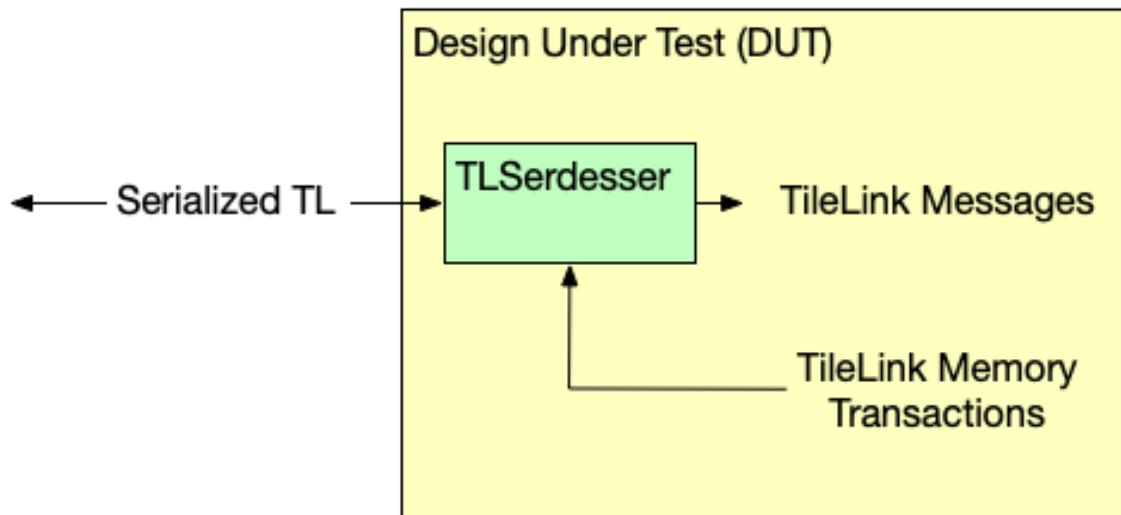 Design Under Test (DUT)
TLSerdesser
Serialized TL
TileLink Messages
TileLink Memory
Transactions